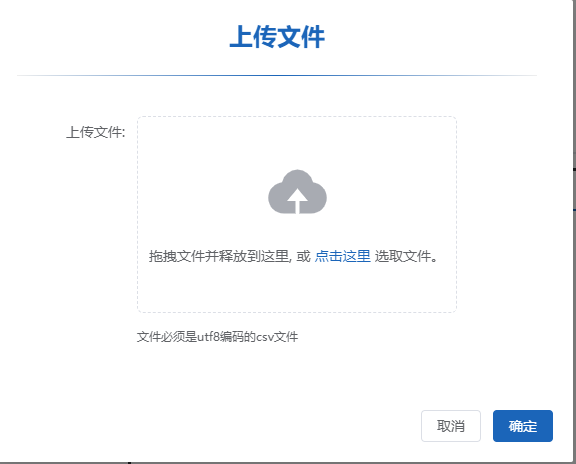 上传文件
上传文件:
拖拽文件并释放到这里, 或 点击这里 选取文件。
文件必须是utf8编码的csv文件
取消 确定